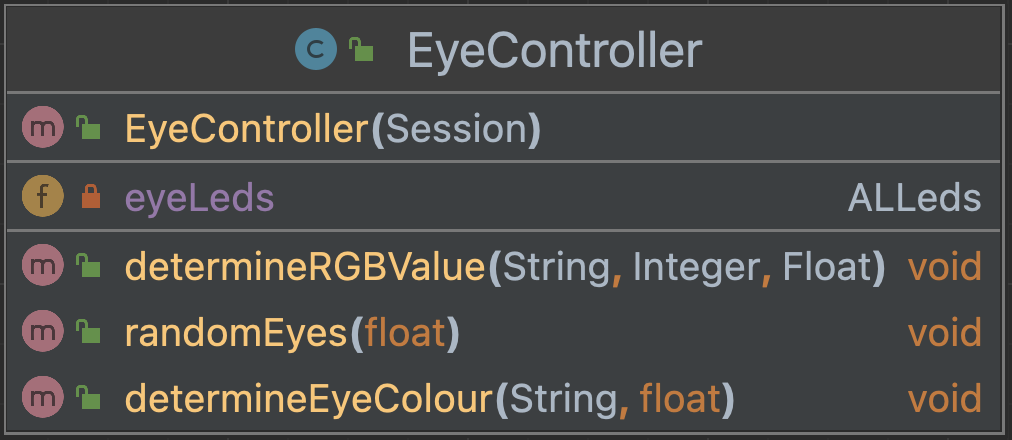 C EyeController
m EyeController(Session)
f eyeLeds ALLeds
m determineRGBValue(String, Integer, Float) void
m randomEyes(float) void
m determineEyeColour(String, float) void